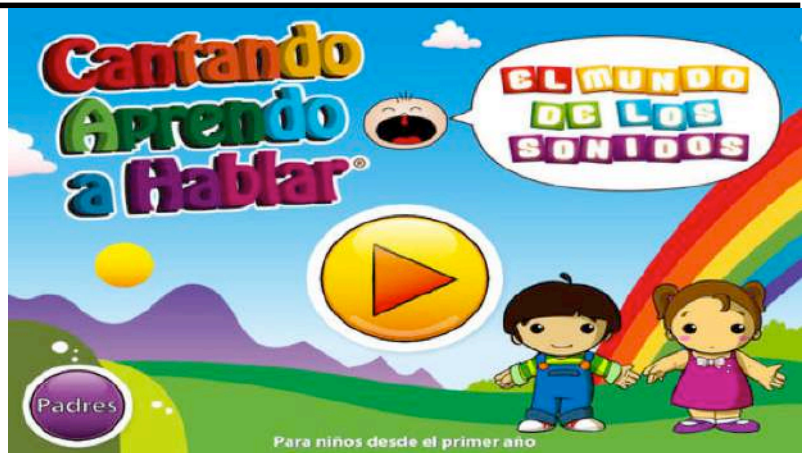 Cantando
Aprendo
a Hablar®
EL MUNDO
DE LOS
SONIDOS
Padres
Para niños desde el primer año